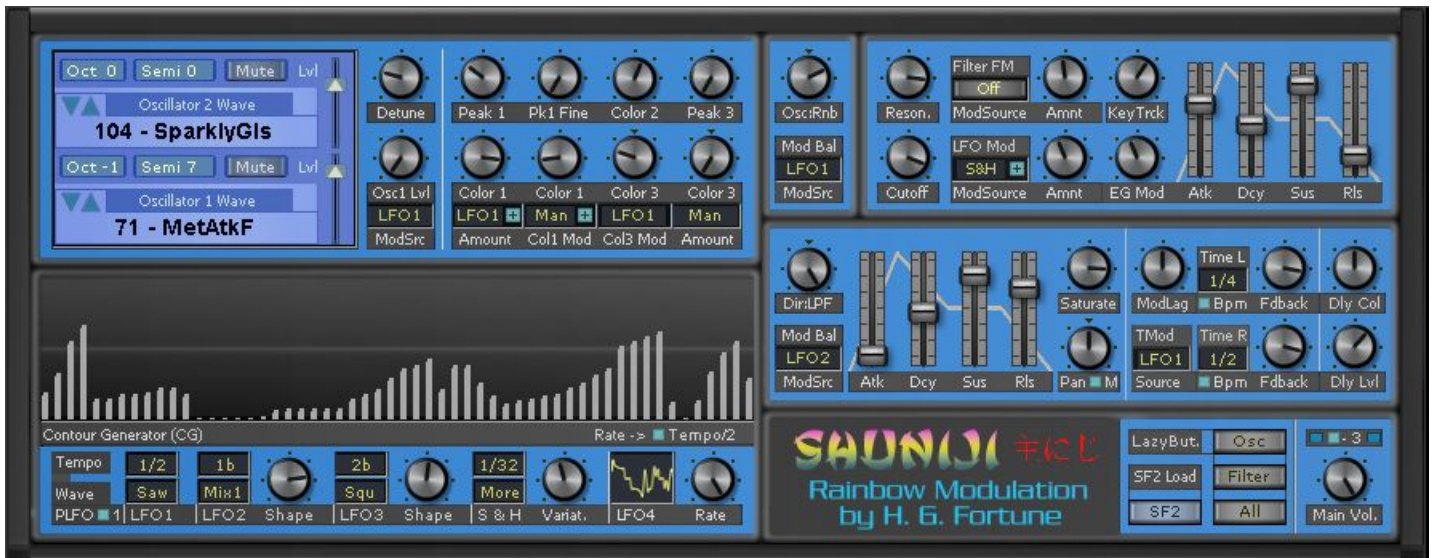 Oct 0 Semi 0 Mute Lvl
Oscillator 2 Wave
104 - SparklyGls
Oct -1 Semi 7 Mute Lvl
Oscillator 1 Wave
71 - MetAtkF
Detune
Osc1 Lvl
LFO1
ModSrc
Peak 1 Pk1 Fine Color 2 Peak 3
Color 1 Color 1 Color 3 Color 3
LFO1 + Man + LFO1 Man
Amount Col1 Mod Col3 Mod Amount
Osc:Rnb
Mod Bal
LFO1
ModSrc
Filter FM
Off
Reson. ModSource Amnt KeyTrck
LFO Mod
S&H +
Cutoff ModSource Amnt EG Mod
Atk Dcy Sus Rls
Contour Generator (CG) Rate -> Tempo/2
Tempo 1/2 1b 2b 1/32
Wave Saw Mix1 Squ More
PLFO 1 LFO1 LFO2 Shape LFO3 Shape S & H Variat. LFO4 Rate
Dir:LPF
Mod Bal
LFO2
ModSrc
Atk Dcy Sus Rls
Saturate
Pan M
Time L
1/4
ModLag Bpm Fdback Dly Col
TMod Time R
LFO1 1/2
Source Bpm Fdback Dly Lvl
SHUNIJI 主にじ
Rainbow Modulation
by H. G. Fortune
LazyBut. Osc
SF2 Load Filter
SF2 All
- 3
Main Vol.